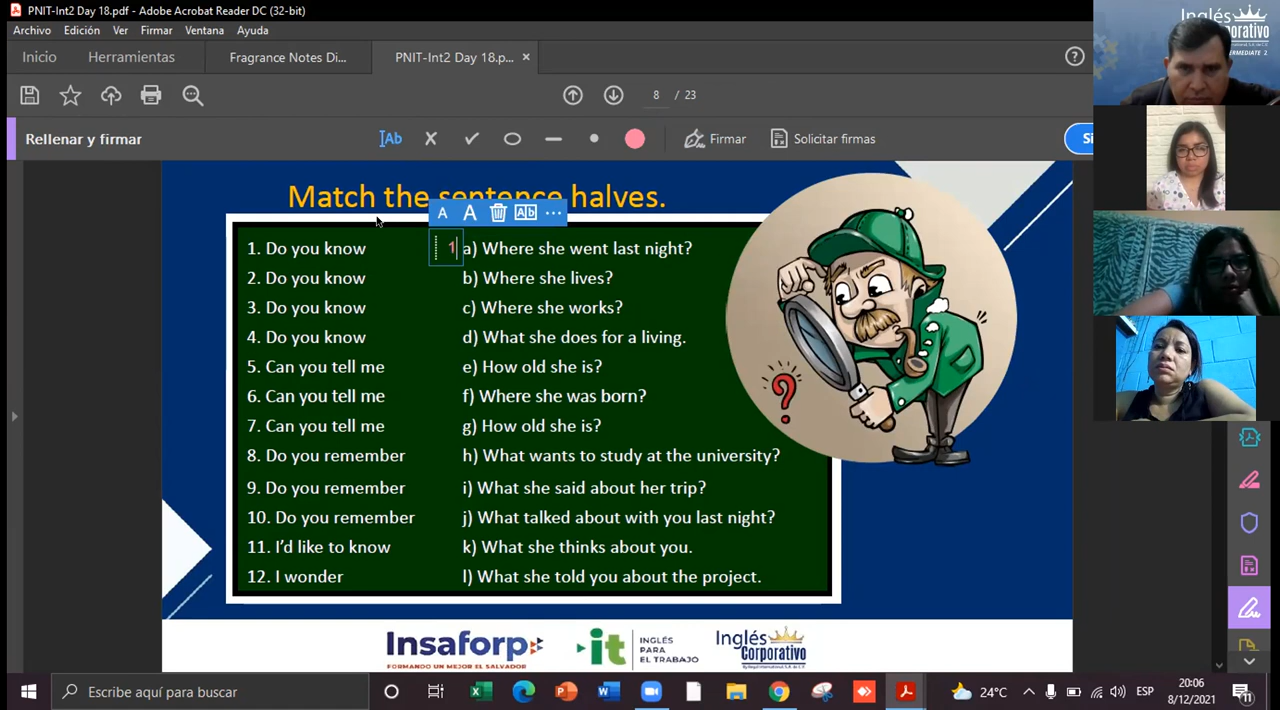 PNIT-Int2 Day 18.pdf - Adobe Acrobat Reader DC (32-bit)
Archivo Edición Ver Firmar Ventana Ayuda
Inicio Herramientas Fragrance Notes Di... PNIT-Int2 Day 18.p... ×
8 / 23
Rellenar y firmar
Ab
Firmar
Solicitar firmas
Inglés
INTERMEDIATE 2
Match the sentence halves.
A A Ab ...
1. Do you know 1 a) Where she went last night?
2. Do you know b) Where she lives?
3. Do you know c) Where she works?
4. Do you know d) What she does for a living.
5. Can you tell me e) How old she is?
6. Can you tell me f) Where she was born?
7. Can you tell me g) How old she is?
8. Do you remember h) What wants to study at the university?
9. Do you remember i) What she said about her trip?
10. Do you remember j) What talked about with you last night?
11. I'd like to know k) What she thinks about you.
12. I wonder l) What she told you about the project.
?
Insaforp
FORMANDO UN MEJOR EL SALVADOR
it
INGLÉS
PARA
EL TRABAJO
Inglés
Corporativo
Escribe aquí para buscar
24°C
ESP
20:06
8/12/2021
11